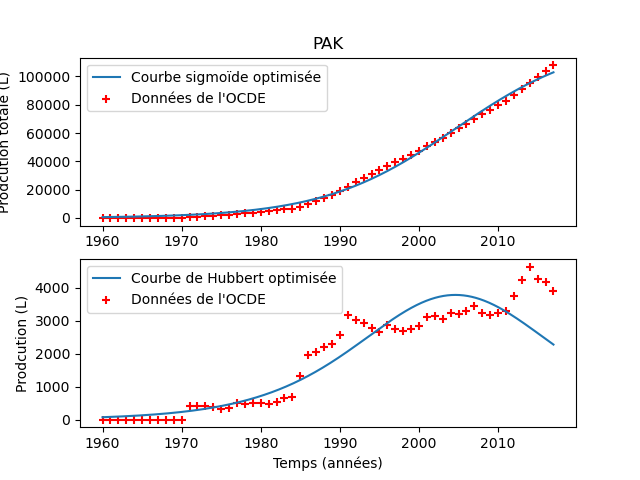 PAK
Courbe sigmoïde optimisée
Données de l'OCDE
Prodcution totale (L)
100000
80000
60000
40000
20000
0
1960 1970 1980 1990 2000 2010
Courbe de Hubbert optimisée
Données de l'OCDE
Prodcution (L)
4000
3000
2000
1000
0
1960 1970 1980 1990 2000 2010
Temps (années)